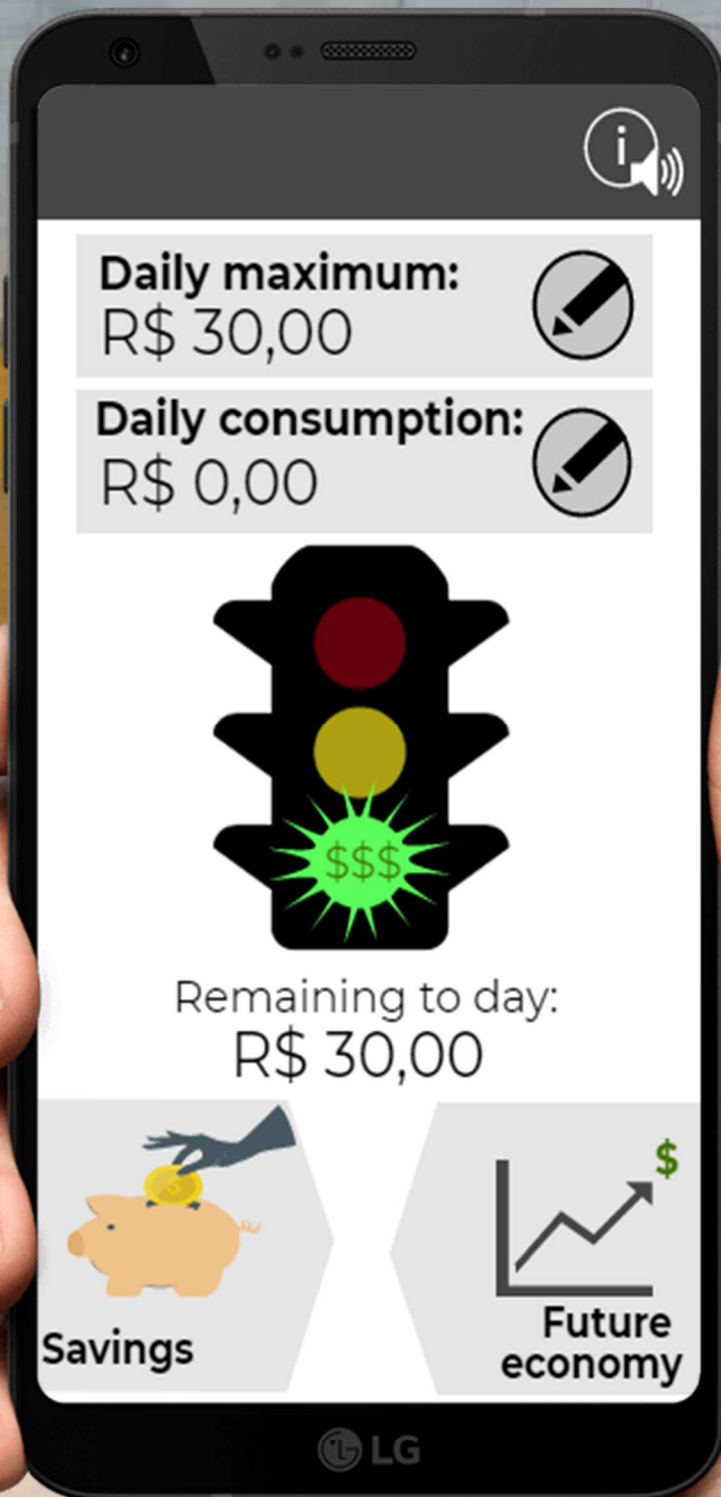 i
Daily maximum:
R$ 30,00
Daily consumption:
R$ 0,00
$$$
Remaining to day:
R$ 30,00
$
$
Savings
Future
economy
LG